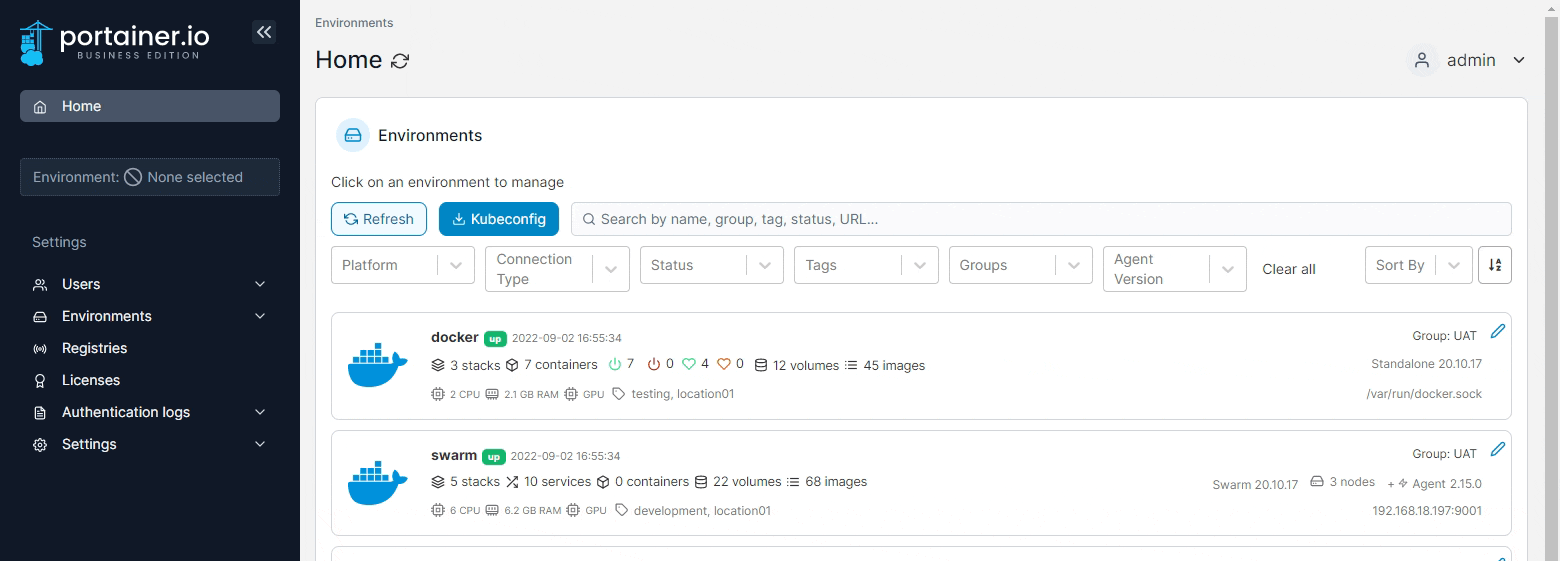 portainer.io
BUSINESS EDITION
Home
Environment: None selected
Settings
Users
Environments
Registries
Licenses
Authentication logs
Settings
Environments
Home
admin
Environments
Click on an environment to manage
Refresh Kubeconfig Search by name, group, tag, status, URL...
Platform Connection Type Status Tags Groups Agent Version Clear all Sort By
docker up 2022-09-02 16:55:34 Group: UAT
3 stacks 7 containers 7 0 4 0 12 volumes 45 images Standalone 20.10.17
2 CPU 2.1 GB RAM GPU testing, location01 /var/run/docker.sock
swarm up 2022-09-02 16:55:34 Group: UAT
5 stacks 10 services 0 containers 22 volumes 68 images Swarm 20.10.17 3 nodes + Agent 2.15.0
6 CPU 6.2 GB RAM GPU development, location01 192.168.18.197:9001